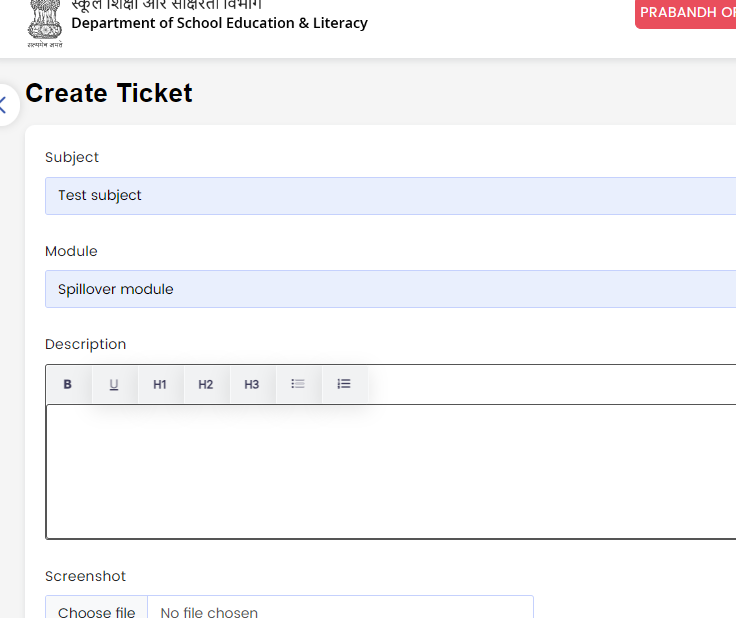 स्कूल शिक्षा और साक्षरता विभाग
Department of School Education & Literacy
सत्यमेव जयते
PRABANDH
Create Ticket
Subject
Test subject
Module
Spillover module
Description
B U H1 H2 H3
Screenshot
Choose file No file chosen